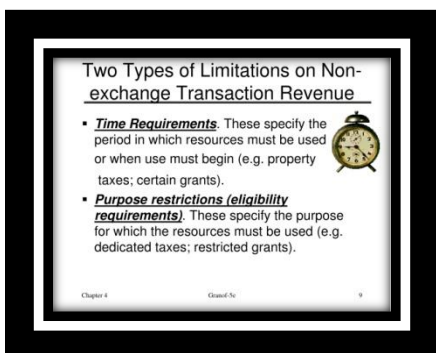 Two Types of Limitations on Non-
exchange Transaction Revenue
▪ Time Requirements. These specify the
period in which resources must be used
or when use must begin (e.g. property
taxes; certain grants).
▪ Purpose restrictions (eligibility
requirements). These specify the purpose
for which the resources must be used (e.g.
dedicated taxes; restricted grants).
Chapter 4 Granof-5e 9